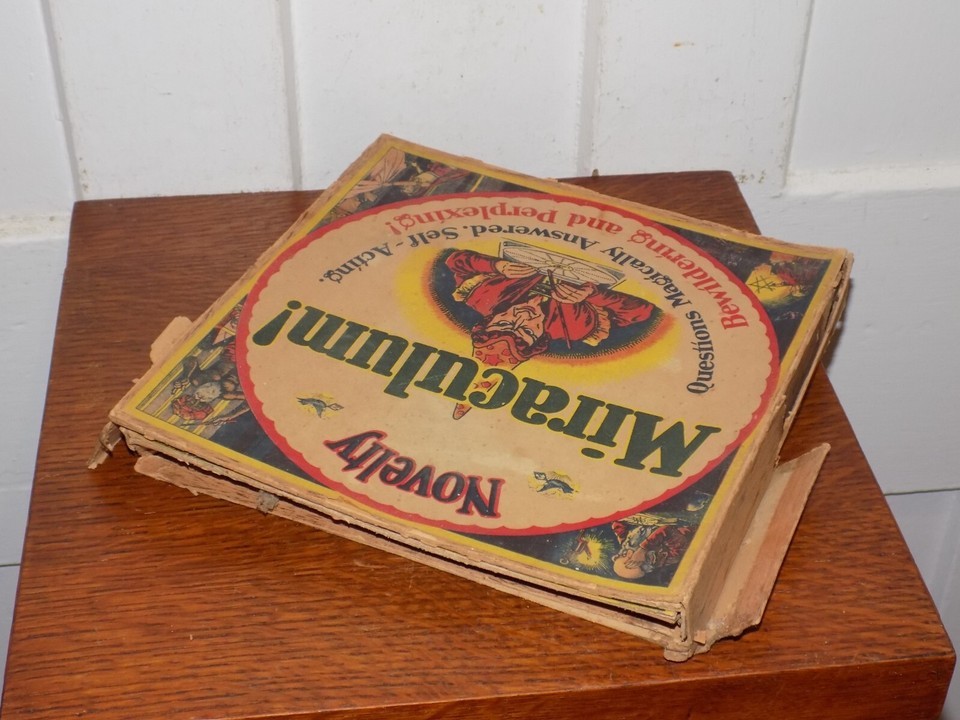 Novelty
Miraculum!
Questions Magically Answered. Self-Acting.
Bewildering and Perplexing!